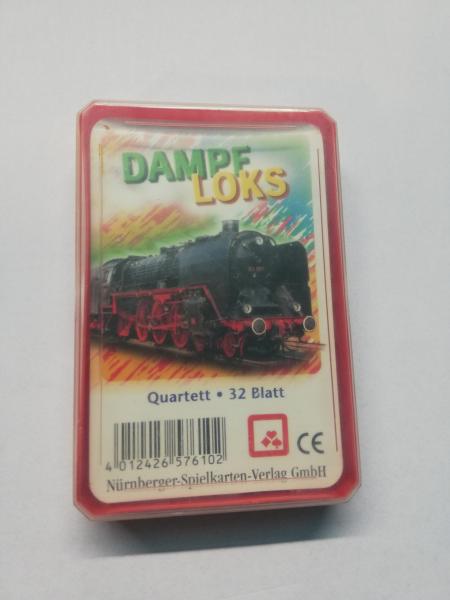 DAMPF
LOKS
Quartett • 32 Blatt
4 012426 576102
CE
Nürnberger-Spielkarten-Verlag GmbH